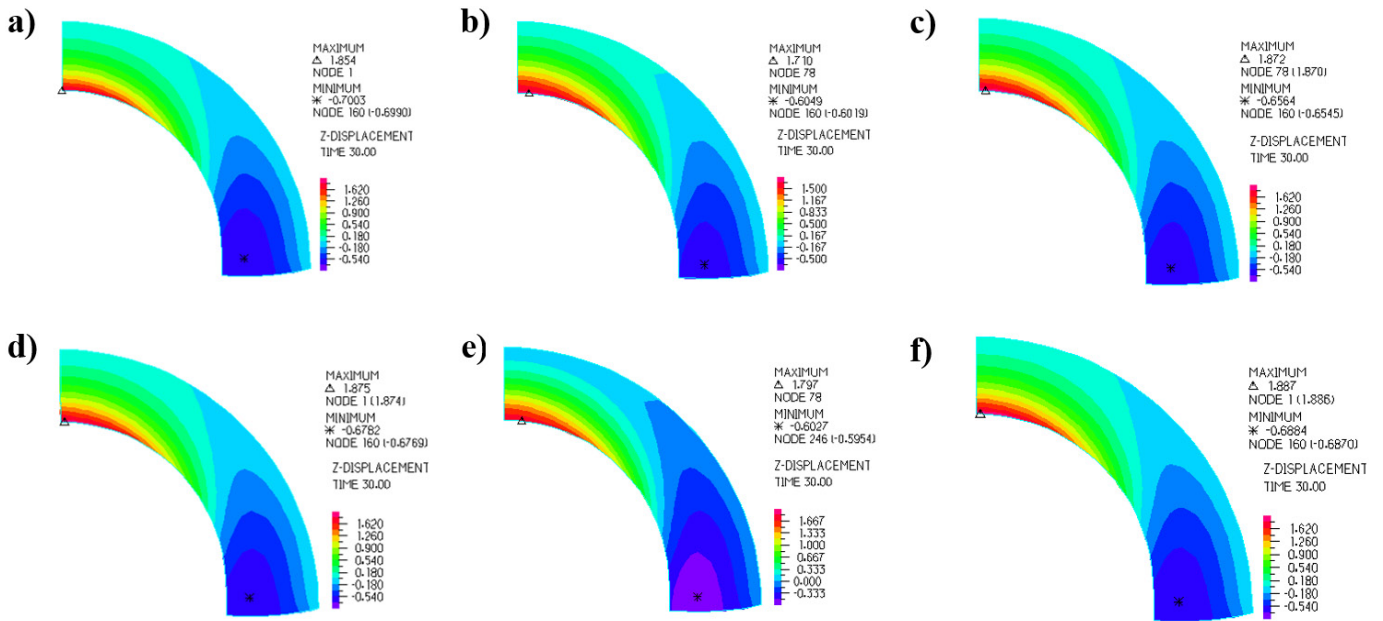 a)
MAXIMUM
△ 1.854
NODE 1
MINIMUM
✳ -0.7003
NODE 160 (-0.6990)
Z-DISPLACEMENT
TIME 30.00
1.620
1.260
0.900
0.540
0.180
-0.180
-0.540
b)
MAXIMUM
△ 1.710
NODE 78
MINIMUM
✳ -0.6049
NODE 160 (-0.6019)
Z-DISPLACEMENT
TIME 30.00
1.500
1.167
0.833
0.500
0.167
-0.167
-0.500
c)
MAXIMUM
△ 1.872
NODE 78 (1.870)
MINIMUM
✳ -0.6564
NODE 160 (-0.6545)
Z-DISPLACEMENT
TIME 30.00
1.620
1.260
0.900
0.540
0.180
-0.180
-0.540
d)
MAXIMUM
△ 1.875
NODE 1 (1.874)
MINIMUM
✳ -0.6782
NODE 160 (-0.6769)
Z-DISPLACEMENT
TIME 30.00
1.620
1.260
0.900
0.540
0.180
-0.180
-0.540
e)
MAXIMUM
△ 1.797
NODE 78
MINIMUM
✳ -0.6027
NODE 246 (-0.5954)
Z-DISPLACEMENT
TIME 30.00
1.667
1.333
1.000
0.667
0.333
0.000
-0.333
f)
MAXIMUM
△ 1.887
NODE 1 (1.886)
MINIMUM
✳ -0.6884
NODE 160 (-0.6870)
Z-DISPLACEMENT
TIME 30.00
1.620
1.260
0.900
0.540
0.180
-0.180
-0.540